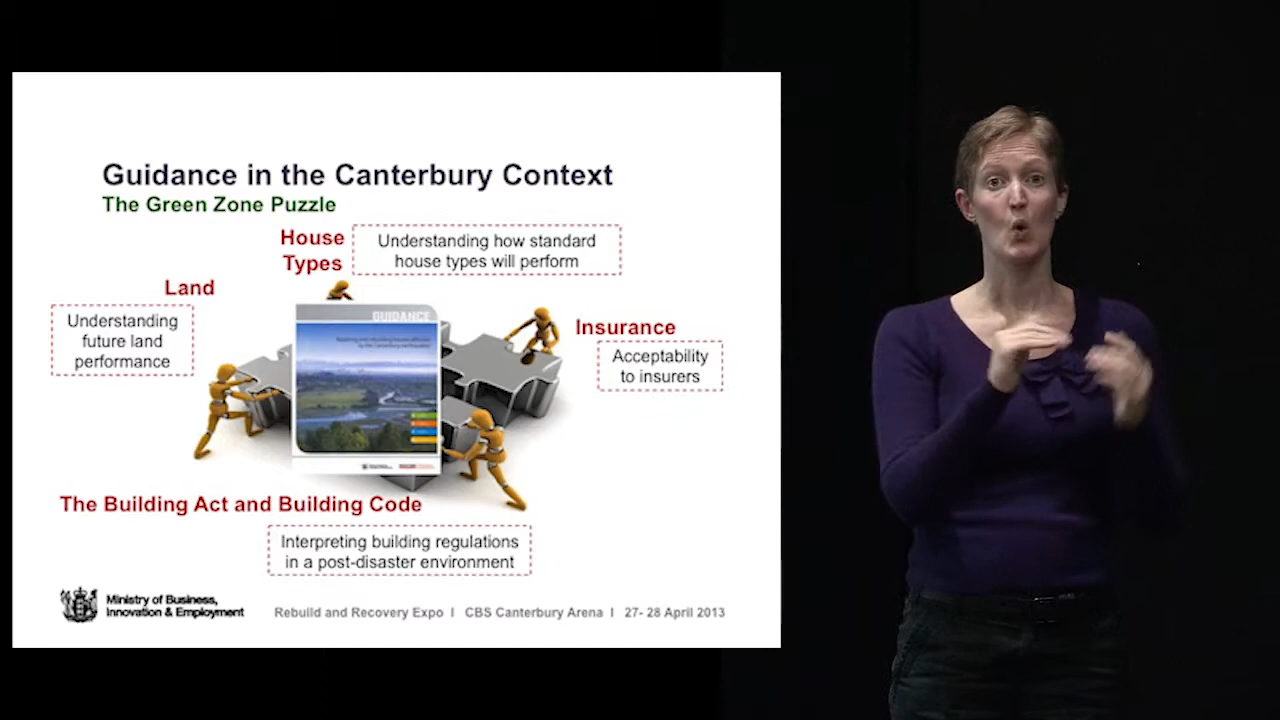 Guidance in the Canterbury Context
The Green Zone Puzzle
House
Types
Understanding how standard
house types will perform
Land
Understanding
future land
performance
GUIDANCE
Insurance
Acceptability
to insurers
The Building Act and Building Code
Interpreting building regulations
in a post-disaster environment
Ministry of Business,
Innovation & Employment
Rebuild and Recovery Expo I CBS Canterbury Arena I 27- 28 April 2013